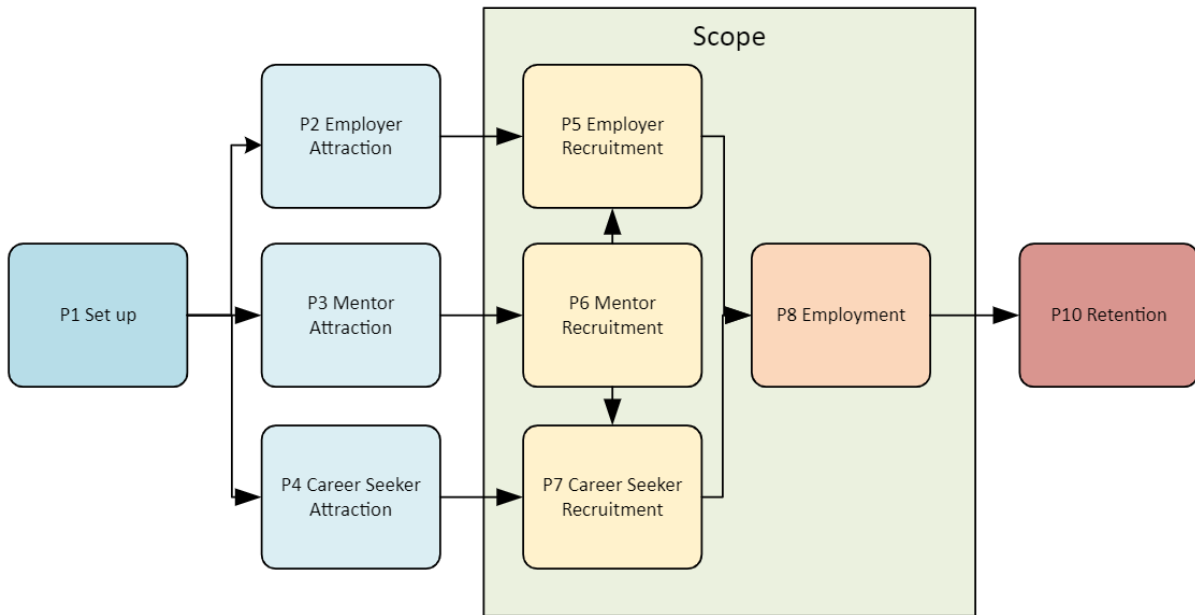 Scope
P2 Employer
Attraction
P5 Employer
Recruitment
P1 Set up
P3 Mentor
Attraction
P6 Mentor
Recruitment
P8 Employment
P10 Retention
P4 Career Seeker
Attraction
P7 Career Seeker
Recruitment